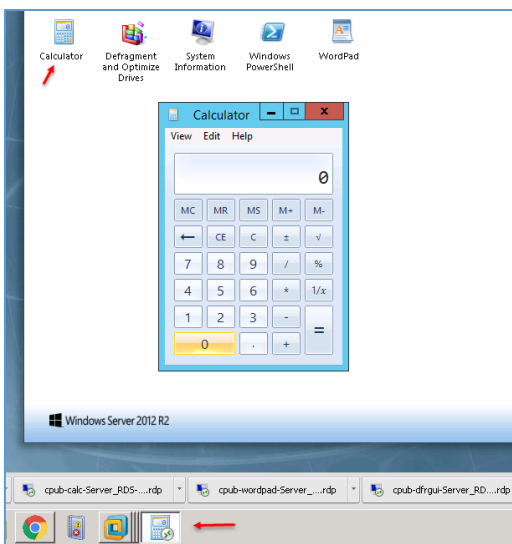 Calculator
Defragment
and Optimize
Drives
System
Information
Windows
PowerShell
WordPad
Calculator
View Edit Help
0
MC MR MS M+ M-
← CE C ± √
7 8 9 / %
4 5 6 * 1/x
1 2 3 - =
0 . +
Windows Server 2012 R2
cpub-calc-Server_RDS-....rdp cpub-wordpad-Server_....rdp cpub-dfrgui-Server_RD....rdp